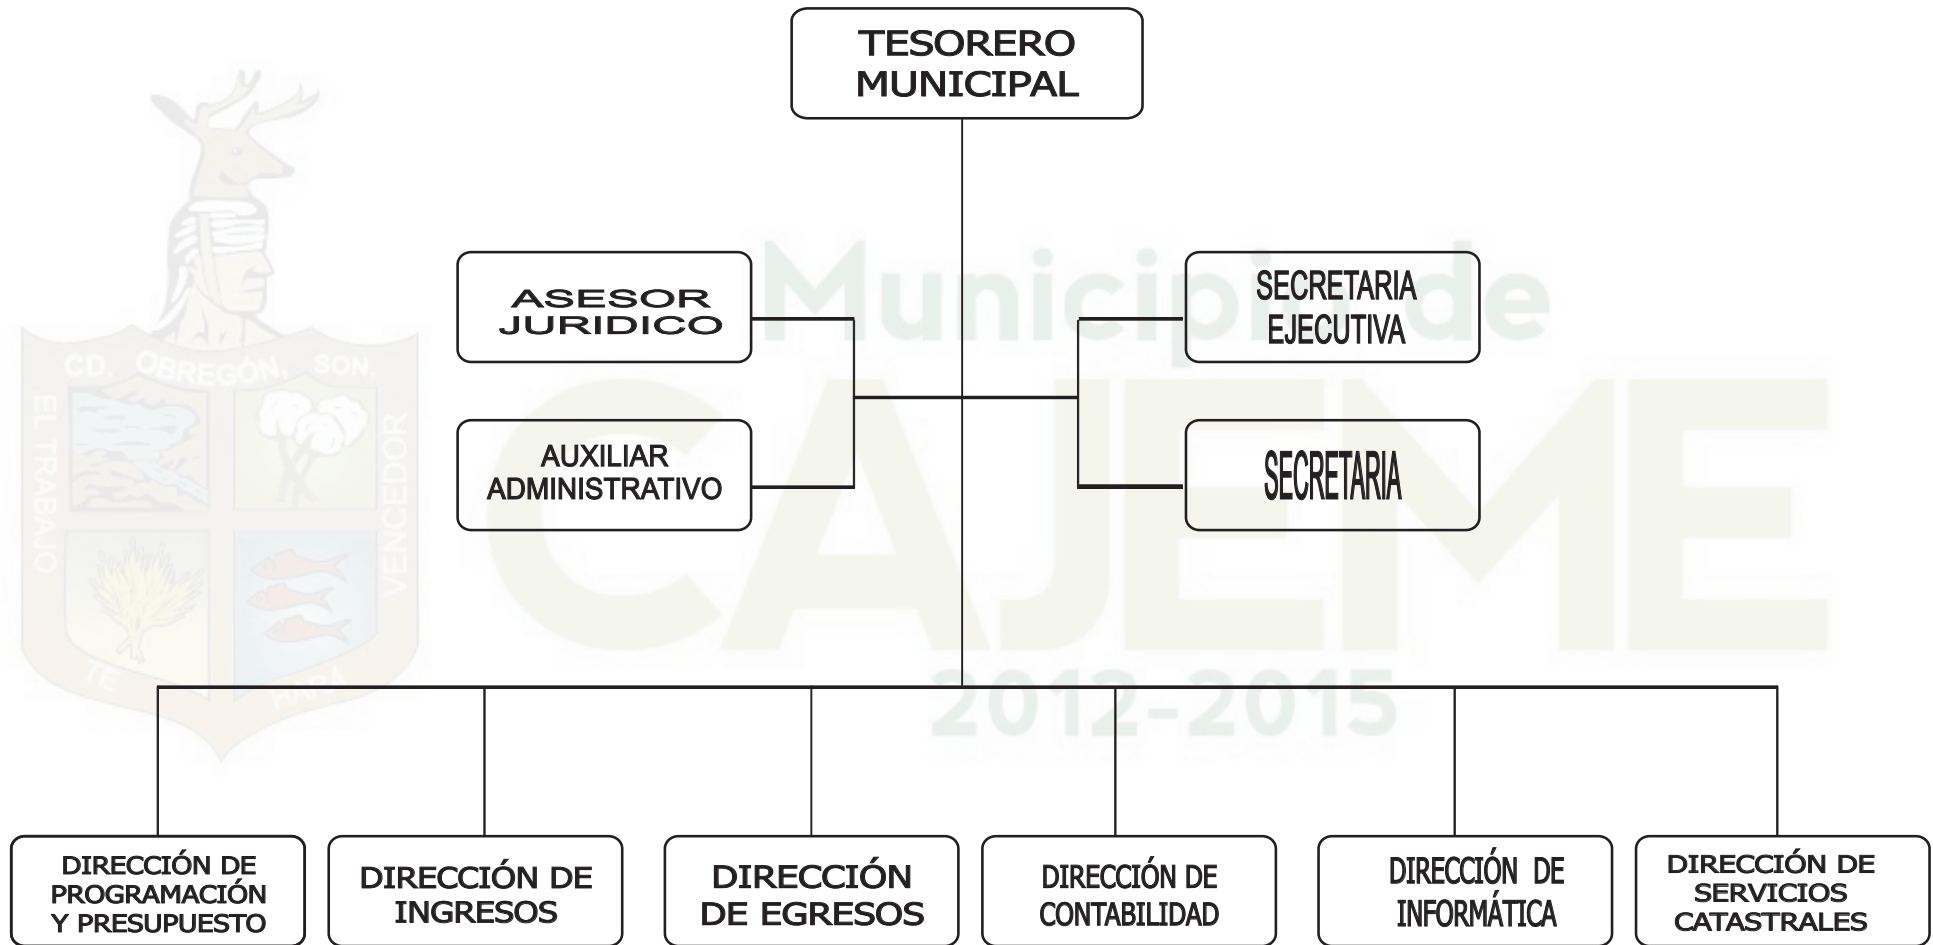 TESORERO
MUNICIPAL
ASESOR
JURIDICO
SECRETARIA
EJECUTIVA
AUXILIAR
ADMINISTRATIVO
SECRETARIA
DIRECCIÓN DE
PROGRAMACIÓN
Y PRESUPUESTO
DIRECCIÓN DE
INGRESOS
DIRECCIÓN
DE EGRESOS
DIRECCIÓN DE
CONTABILIDAD
DIRECCIÓN DE
INFORMÁTICA
DIRECCIÓN DE
SERVICIOS
CATASTRALES
Municipio de
CAJEME
2012-2015
CD. OBREGÓN, SON.
EL TRABAJO
TE HARA
VENCEDOR